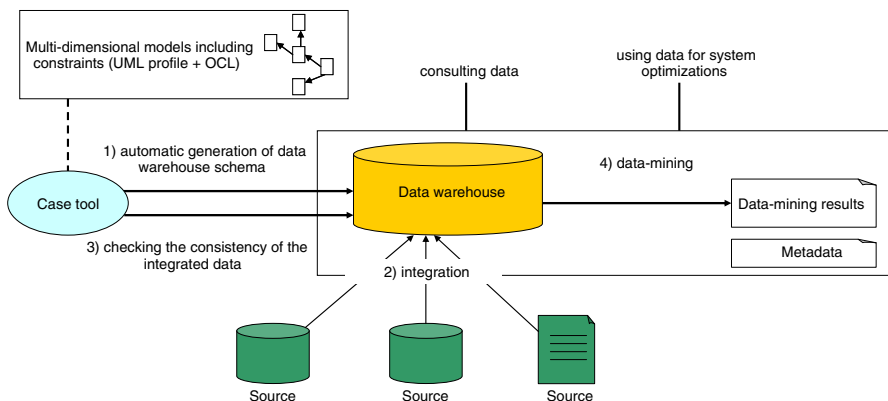 Multi-dimensional models including
constraints (UML profile + OCL)
consulting data
using data for system
optimizations
1) automatic generation of data
warehouse schema
4) data-mining
Case tool
Data warehouse
Data-mining results
3) checking the consistency of the
integrated data
Metadata
2) integration
Source
Source
Source